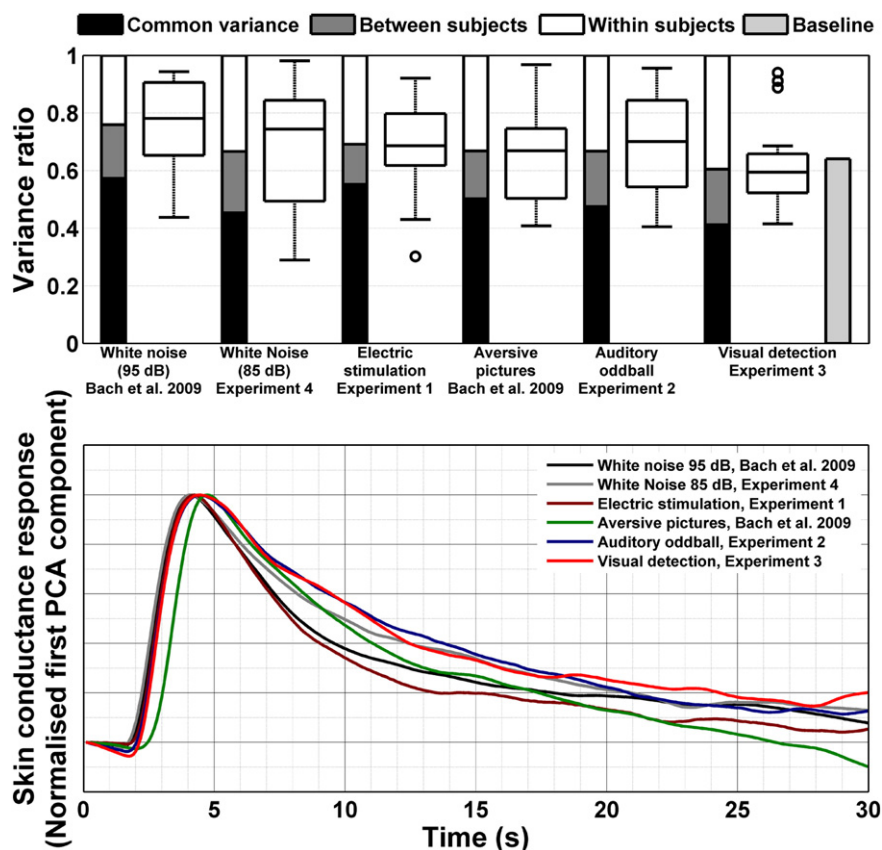 Common variance Between subjects Within subjects Baseline
Variance ratio
1
0.8
0.6
0.4
0.2
0
White noise (95 dB) Bach et al. 2009
White Noise (85 dB) Experiment 4
Electric stimulation Experiment 1
Aversive pictures Bach et al. 2009
Auditory oddball Experiment 2
Visual detection Experiment 3
Skin conductance response
(Normalised first PCA component)
White noise 95 dB, Bach et al. 2009
White Noise 85 dB, Experiment 4
Electric stimulation, Experiment 1
Aversive pictures, Bach et al. 2009
Auditory oddball, Experiment 2
Visual detection, Experiment 3
0 5 10 15 20 25 30
Time (s)